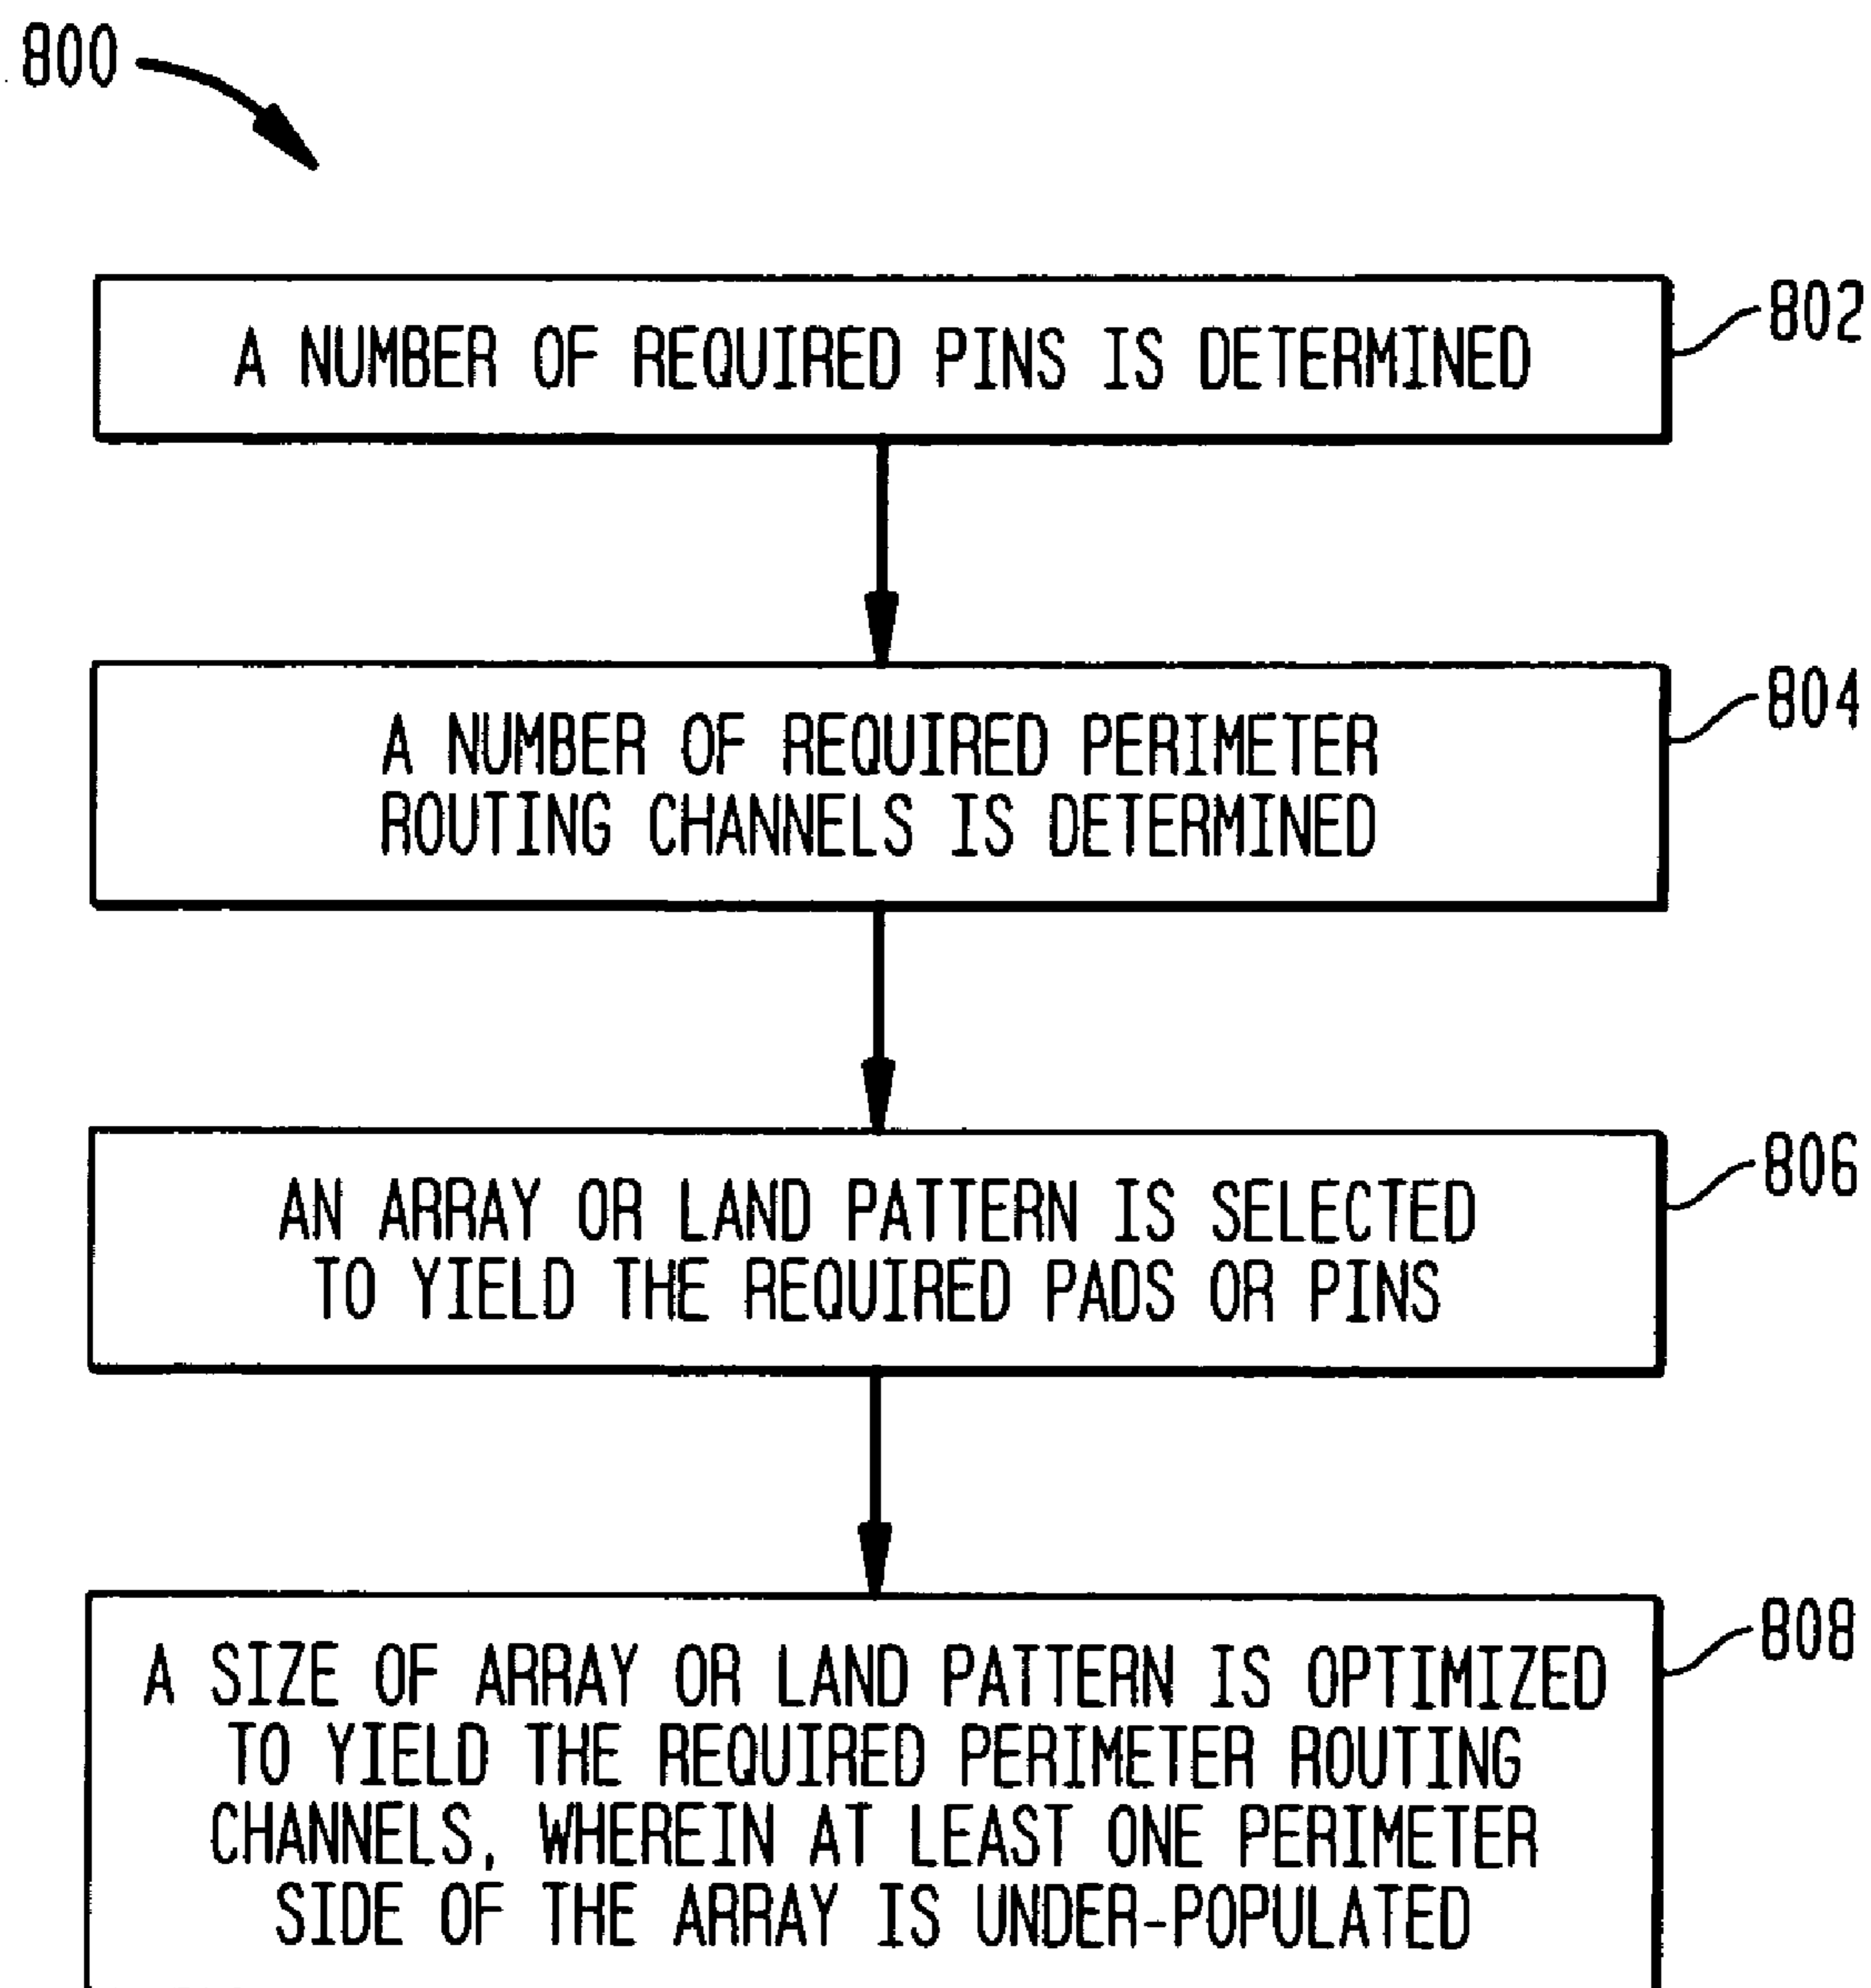 800
A NUMBER OF REQUIRED PINS IS DETERMINED
802
A NUMBER OF REQUIRED PERIMETER
ROUTING CHANNELS IS DETERMINED
804
AN ARRAY OR LAND PATTERN IS SELECTED
TO YIELD THE REQUIRED PADS OR PINS
806
A SIZE OF ARRAY OR LAND PATTERN IS OPTIMIZED
TO YIELD THE REQUIRED PERIMETER ROUTING
CHANNELS, WHEREIN AT LEAST ONE PERIMETER
SIDE OF THE ARRAY IS UNDER-POPULATED
808